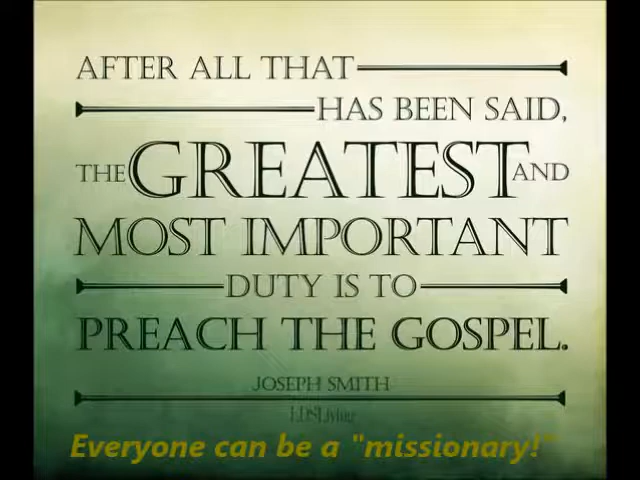 AFTER ALL THAT
HAS BEEN SAID,
THE GREATEST AND
MOST IMPORTANT
DUTY IS TO
PREACH THE GOSPEL.
JOSEPH SMITH
LDSLiving
Everyone can be a "missionary!"